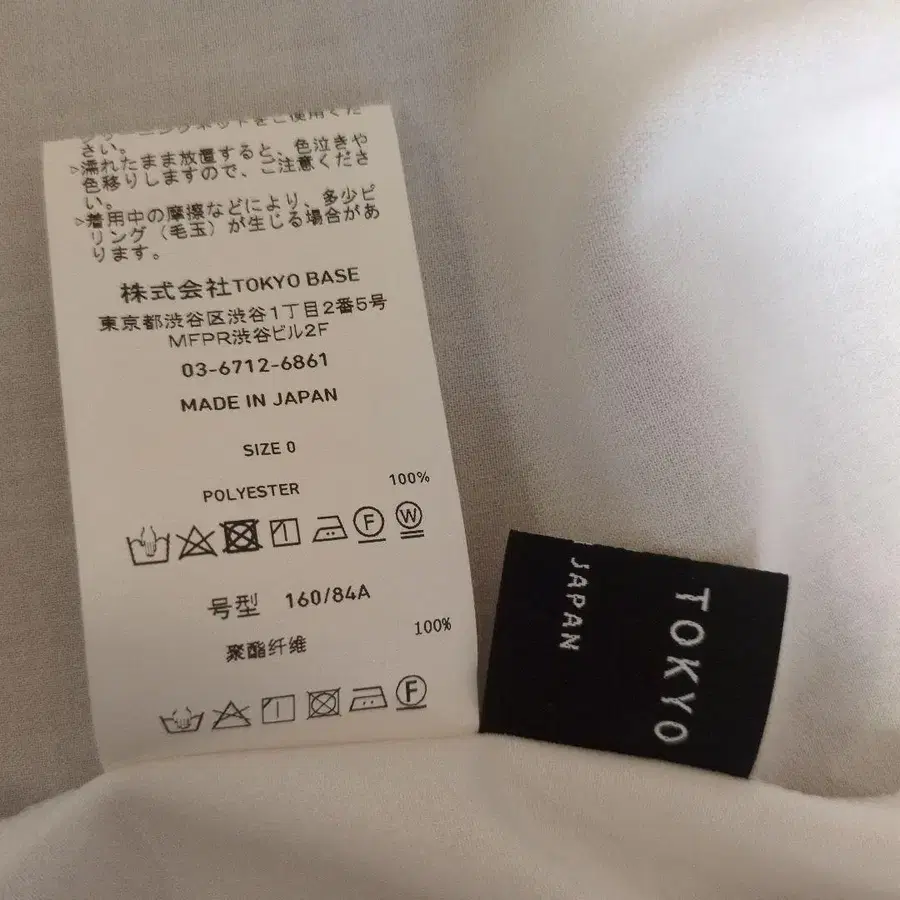 さい。
▷濡れたまま放置すると、色泣きや
色移りしますので、ご注意くださ
い。
▷着用中の摩擦などにより、多少ピ
リング（毛玉）が生じる場合があ
ります。
株式会社TOKYO BASE
東京都渋谷区渋谷1丁目2番5号
MFPR渋谷ビル2F
03-6712-6861
MADE IN JAPAN
SIZE 0
POLYESTER 100%
F W
号型 160/84A
聚酯纤维 100%
F
TOKYO
JAPAN